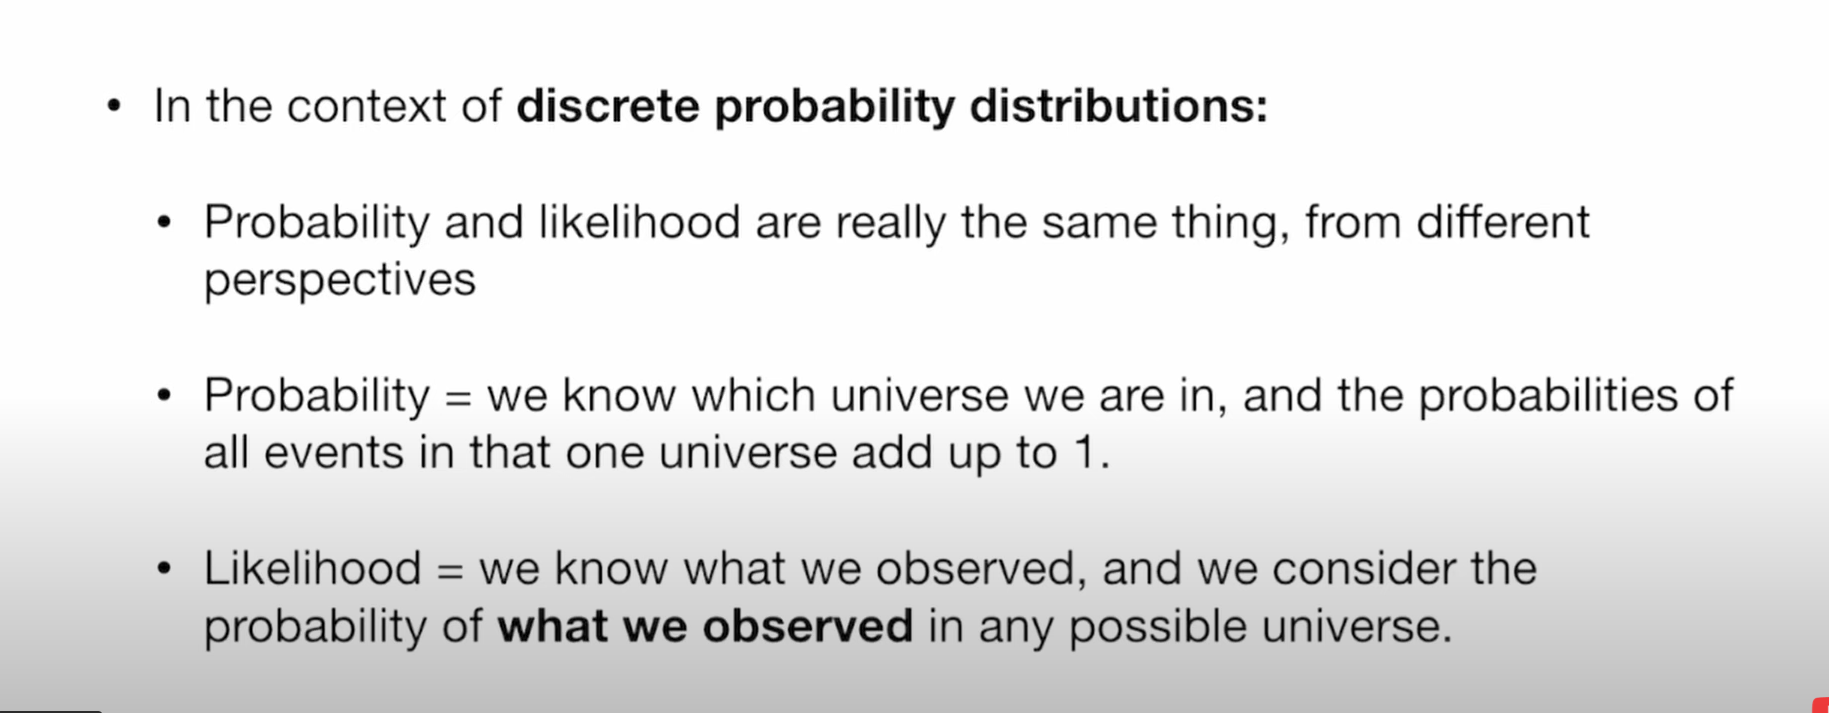 • In the context of discrete probability distributions:
• Probability and likelihood are really the same thing, from different
perspectives
• Probability = we know which universe we are in, and the probabilities of
all events in that one universe add up to 1.
• Likelihood = we know what we observed, and we consider the
probability of what we observed in any possible universe.